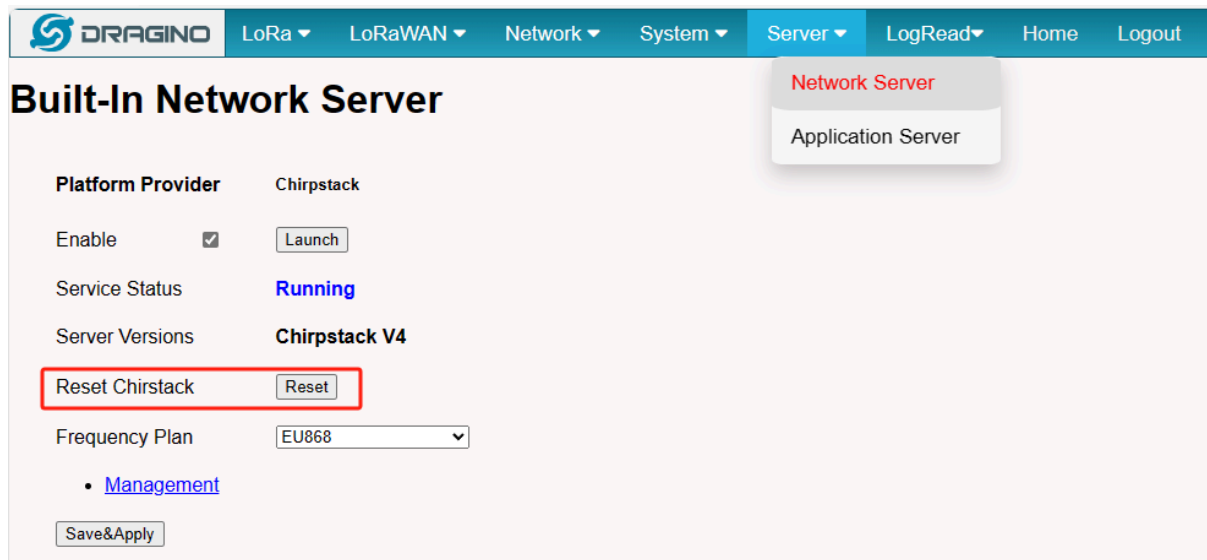 DRAGINO LoRa LoRaWAN Network System Server LogRead Home Logout
Network Server
Application Server
Built-In Network Server
Platform Provider Chirpstack
Enable Launch
Service Status Running
Server Versions Chirpstack V4
Reset Chirstack Reset
Frequency Plan EU868
Management
Save&Apply